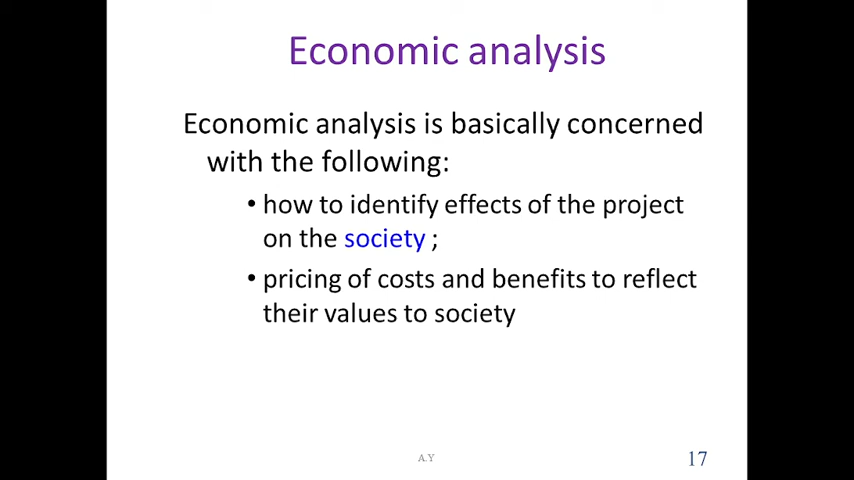 Economic analysis
Economic analysis is basically concerned
with the following:
• how to identify effects of the project
on the society ;
• pricing of costs and benefits to reflect
their values to society
A.Y
17